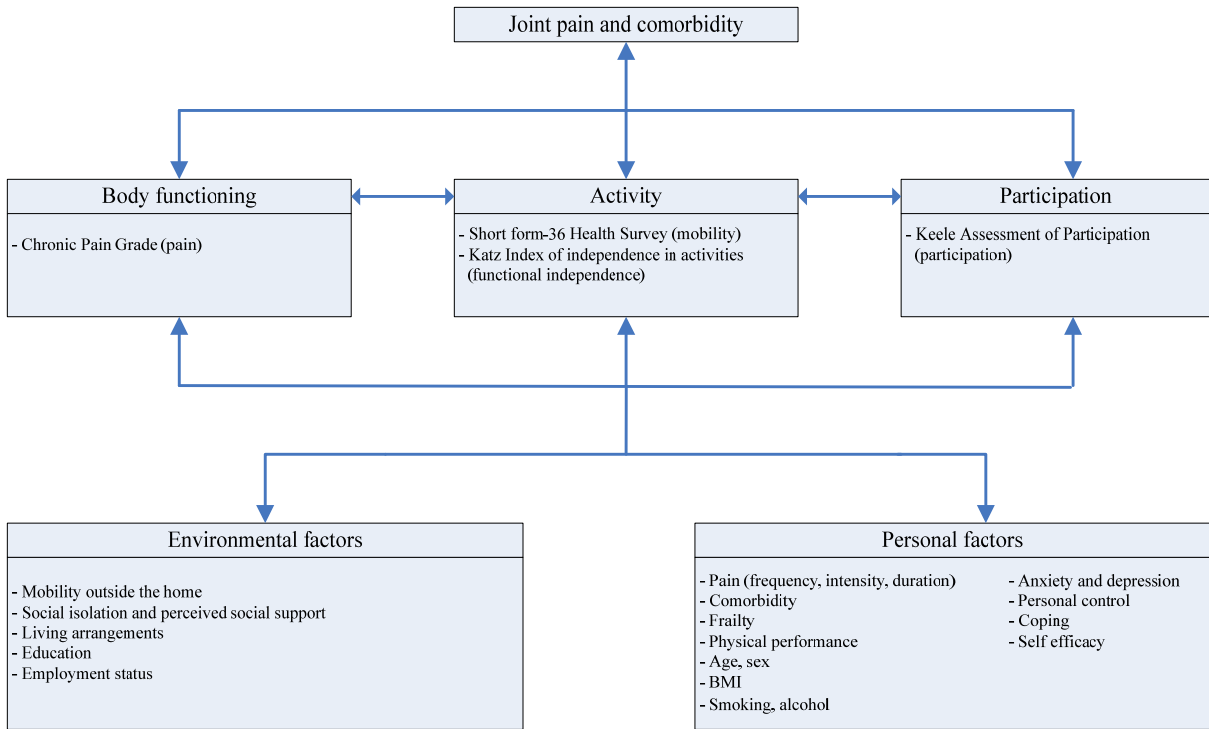 Joint pain and comorbidity
Body functioning
- Chronic Pain Grade (pain)
Activity
- Short form-36 Health Survey (mobility)
- Katz Index of independence in activities
(functional independence)
Participation
- Keele Assessment of Participation
(participation)
Environmental factors
- Mobility outside the home
- Social isolation and perceived social support
- Living arrangements
- Education
- Employment status
Personal factors
- Pain (frequency, intensity, duration)
- Comorbidity
- Frailty
- Physical performance
- Age, sex
- BMI
- Smoking, alcohol
- Anxiety and depression
- Personal control
- Coping
- Self efficacy